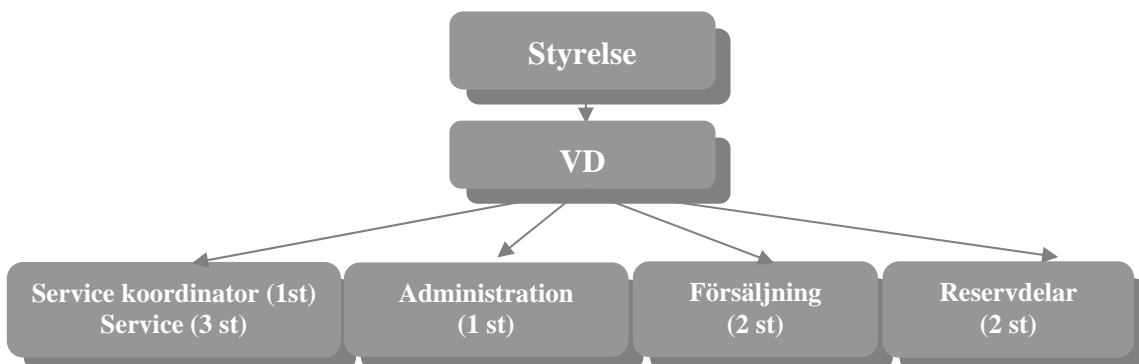 Styrelse
VD
Service koordinator (1st)
Service (3 st)
Administration
(1 st)
Försäljning
(2 st)
Reservdelar
(2 st)